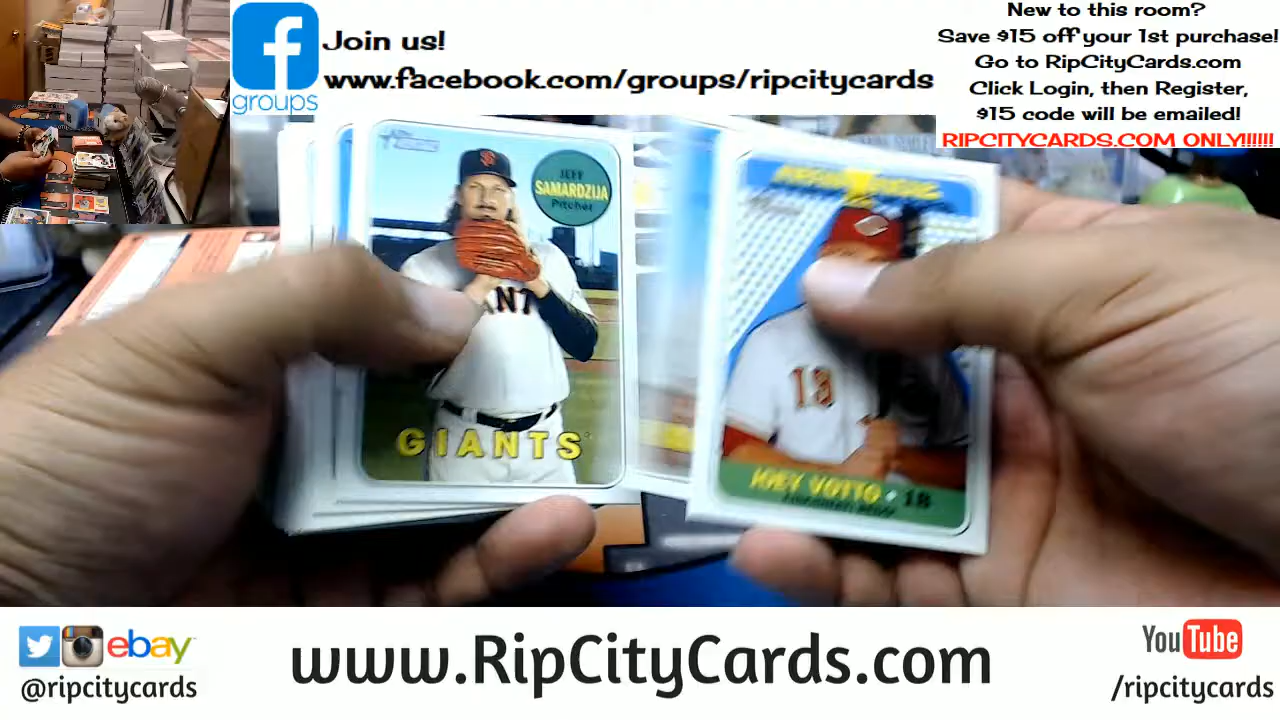 Join us!
www.facebook.com/groups/ripcitycards
groups
New to this room?
Save $15 off your 1st purchase!
Go to RipCityCards.com
Click Login, then Register,
$15 code will be emailed!
RIPCITYCARDS.COM ONLY!!!!!!
JEFF
SAMARDZIJA
Pitcher
GIANTS
18
JOEY VOTTO • 18
ebay
@ripcitycards
www.RipCityCards.com
YouTube
/ripcitycards